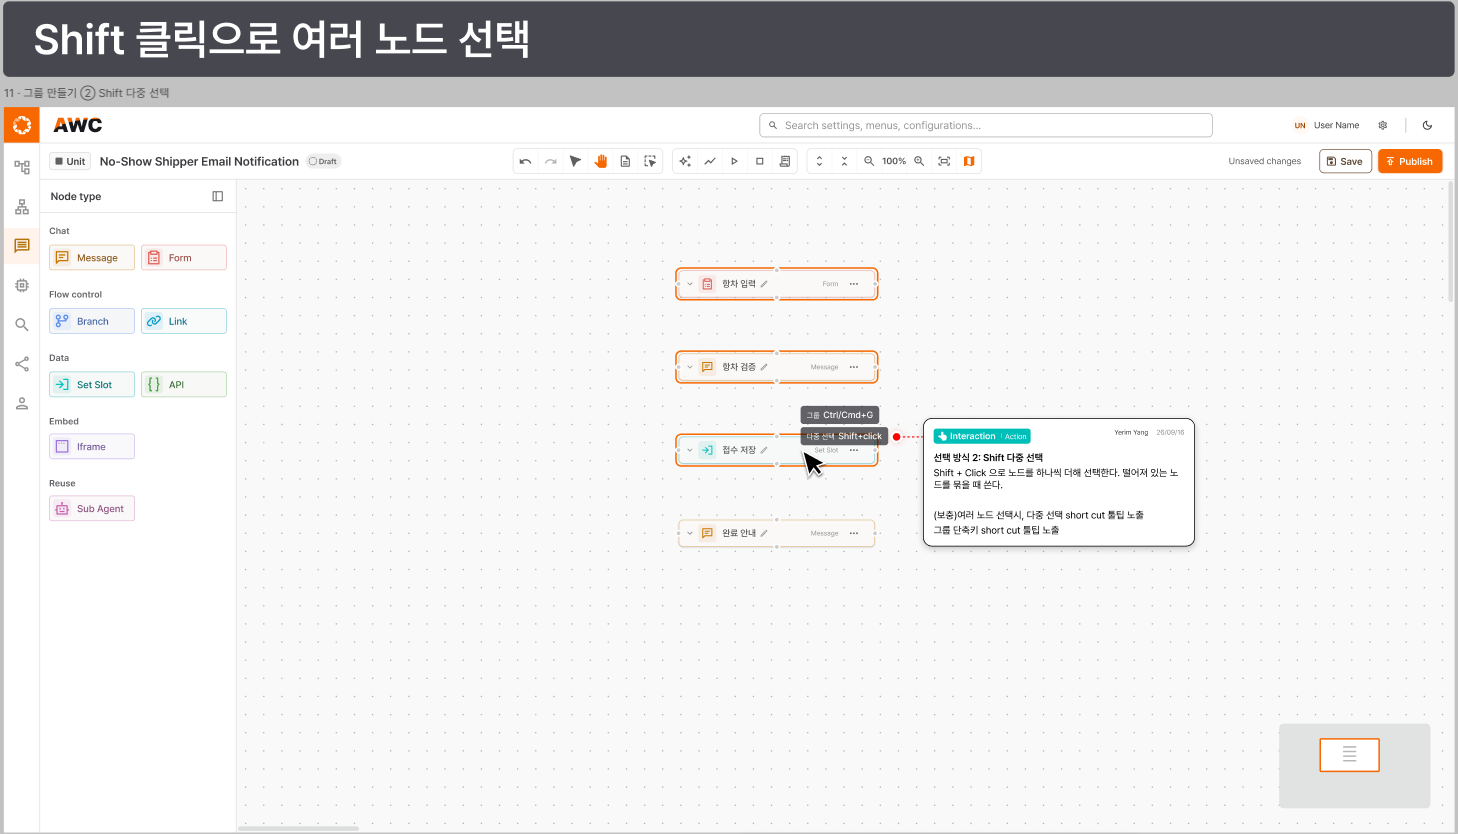 Shift 클릭으로 여러 노드 선택
11 - 그룹 만들기 ② Shift 다중 선택
AWC
Search settings, menus, configurations...
UN User Name
Unit No-Show Shipper Email Notification Draft
100%
Unsaved changes Save Publish
Node type
Chat
Message Form
Flow control
Branch Link
Data
Set Slot API
Embed
Iframe
Reuse
Sub Agent
항차 입력 Form
항차 검증 Message
그룹 Ctrl/Cmd+G
다중 선택 Shift+click
접수 저장 Set Slot
완료 안내 Message
Interaction Action Yerim Yang 26/09/16
선택 방식 2: Shift 다중 선택
Shift + Click 으로 노드를 하나씩 더해 선택한다. 떨어져 있는 노
드를 묶을 때 쓴다.
(보충)여러 노드 선택시, 다중 선택 short cut 툴팁 노출
그룹 단축키 short cut 툴팁 노출